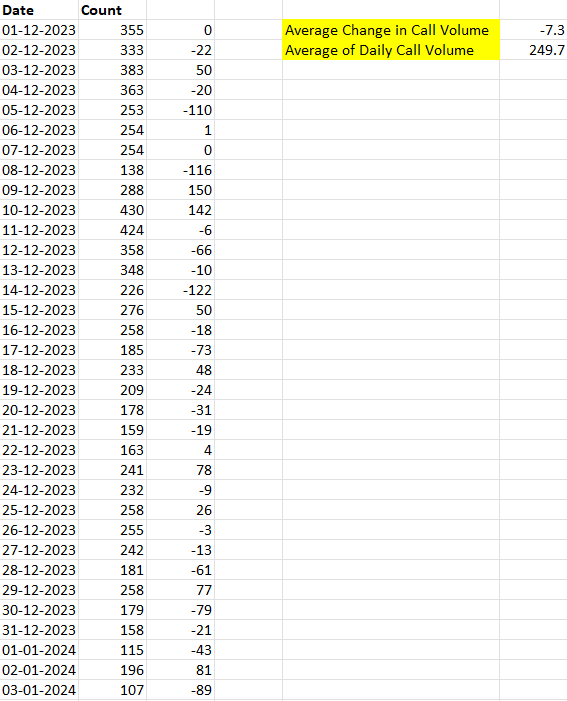 Date Count
01-12-2023 355 0 Average Change in Call Volume -7.3
02-12-2023 333 -22 Average of Daily Call Volume 249.7
03-12-2023 383 50
04-12-2023 363 -20
05-12-2023 253 -110
06-12-2023 254 1
07-12-2023 254 0
08-12-2023 138 -116
09-12-2023 288 150
10-12-2023 430 142
11-12-2023 424 -6
12-12-2023 358 -66
13-12-2023 348 -10
14-12-2023 226 -122
15-12-2023 276 50
16-12-2023 258 -18
17-12-2023 185 -73
18-12-2023 233 48
19-12-2023 209 -24
20-12-2023 178 -31
21-12-2023 159 -19
22-12-2023 163 4
23-12-2023 241 78
24-12-2023 232 -9
25-12-2023 258 26
26-12-2023 255 -3
27-12-2023 242 -13
28-12-2023 181 -61
29-12-2023 258 77
30-12-2023 179 -79
31-12-2023 158 -21
01-01-2024 115 -43
02-01-2024 196 81
03-01-2024 107 -89